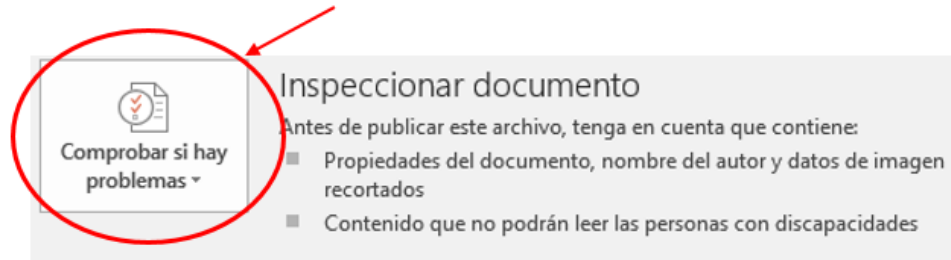 Comprobar si hay
problemas
Inspeccionar documento
Antes de publicar este archivo, tenga en cuenta que contiene:
Propiedades del documento, nombre del autor y datos de imagen
recortados
Contenido que no podrán leer las personas con discapacidades